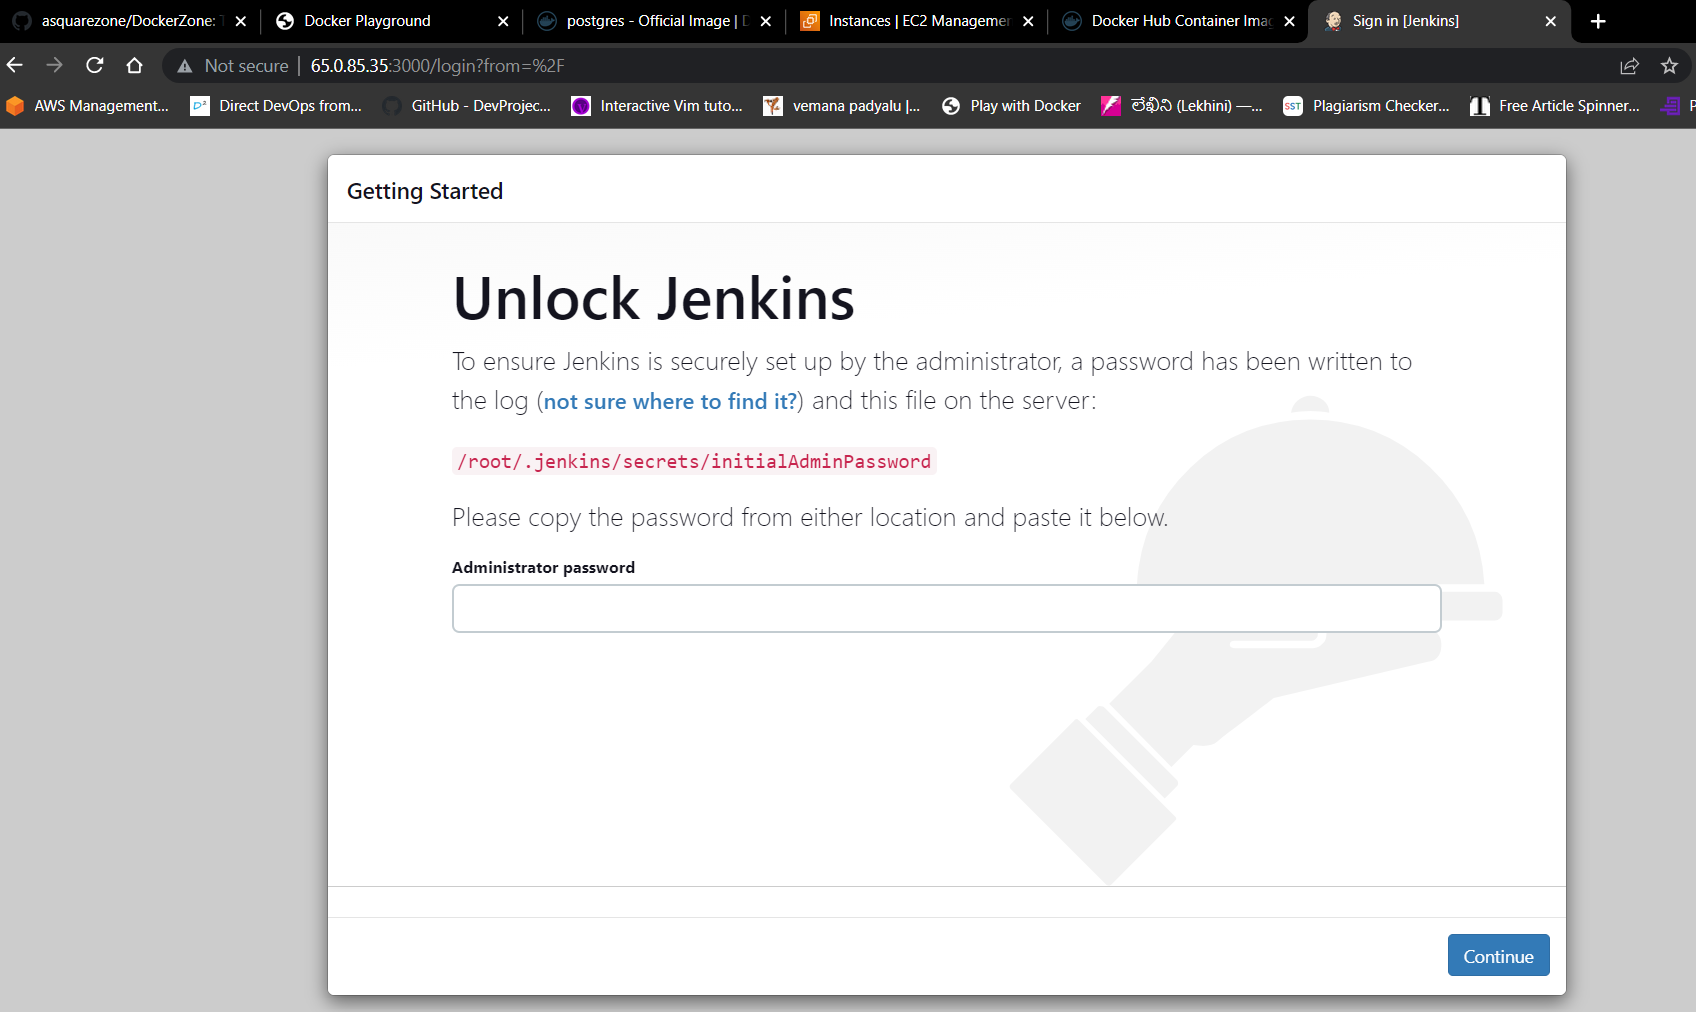 asquarezone/DockerZone: T
Docker Playground
postgres - Official Image | D
Instances | EC2 Managemer
Docker Hub Container Imag
Sign in [Jenkins]
Not secure | 65.0.85.35:3000/login?from=%2F
AWS Management...
Direct DevOps from...
GitHub - DevProjec...
Interactive Vim tuto...
vemana padyalu |...
Play with Docker
లేఖిని (Lekhini) —...
SST
Plagiarism Checker...
Free Article Spinner...
Getting Started
Unlock Jenkins
To ensure Jenkins is securely set up by the administrator, a password has been written to
the log (not sure where to find it?) and this file on the server:
/root/.jenkins/secrets/initialAdminPassword
Please copy the password from either location and paste it below.
Administrator password
Continue